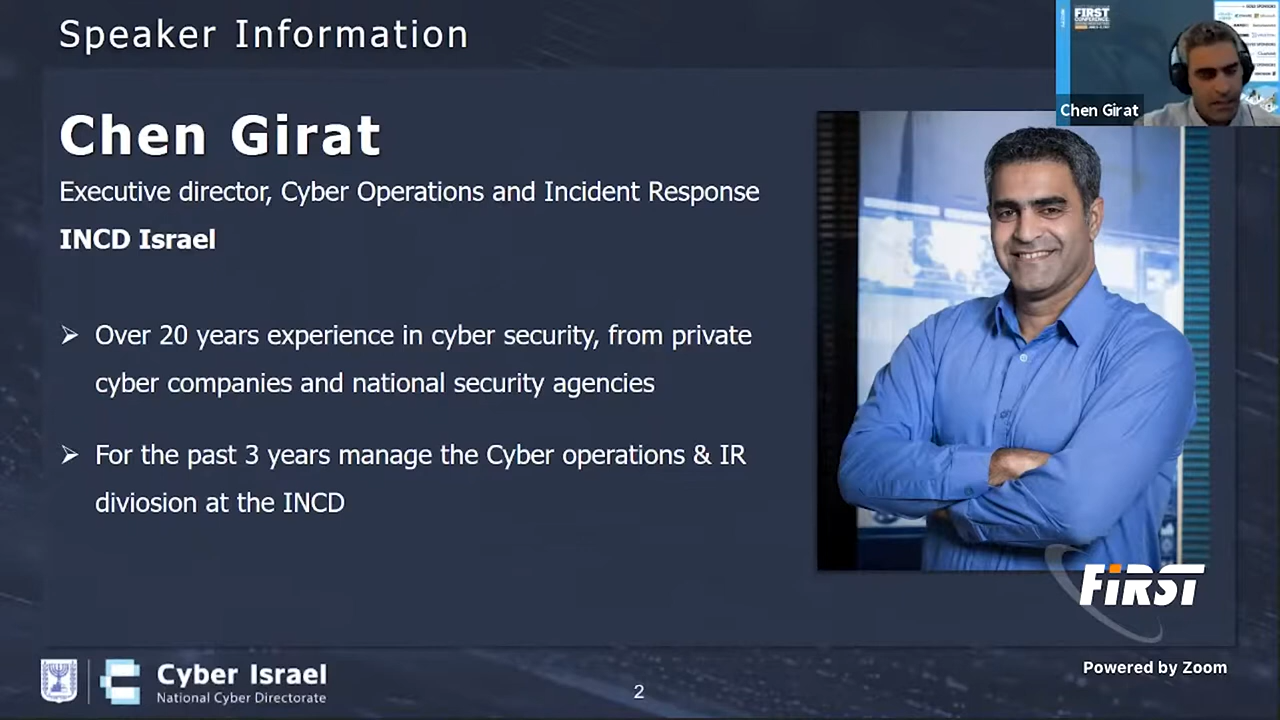 Speaker Information
Chen Girat
Executive director, Cyber Operations and Incident Response
INCD Israel
Over 20 years experience in cyber security, from private
cyber companies and national security agencies
For the past 3 years manage the Cyber operations & IR
diviosion at the INCD
FIRST
CONFERENCE
Chen Girat
FiRST
Cyber Israel
National Cyber Directorate
2
Powered by Zoom